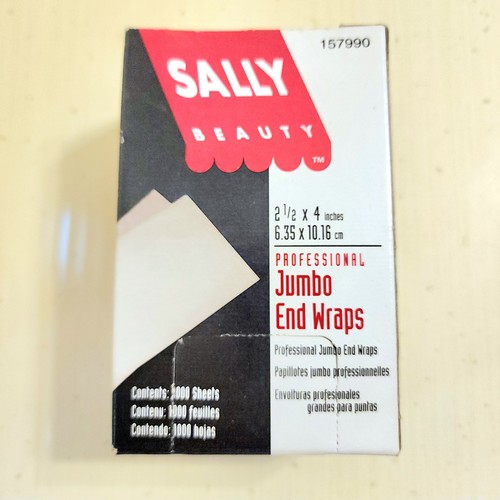 157990
SALLY
BEAUTY
TM
2 1/2 x 4 inches
6.35 x 10.16 cm
PROFESSIONAL
Jumbo
End Wraps
Professional Jumbo End Wraps
Papillotes jumbo professionnelles
Envolturas profesionales
grandes para puntas
Contents: 1000 Sheets
Contenu: 1000 feuilles
Contendo: 1000 hojas